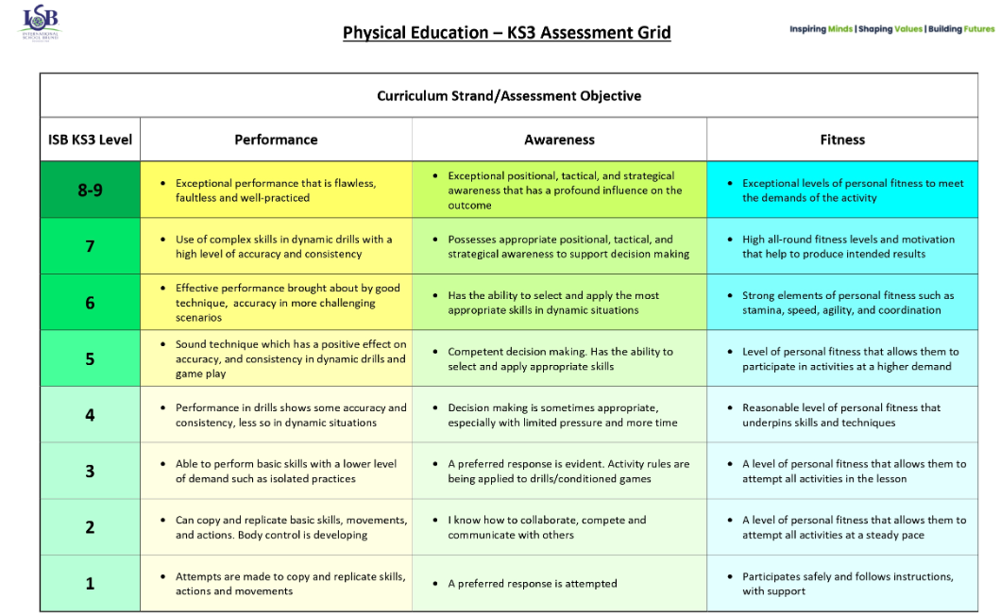 ISB
INTERNATIONAL
Physical Education – KS3 Assessment Grid
Inspiring Minds | Shaping Values | Building Futures
Curriculum Strand/Assessment Objective
ISB KS3 Level
Performance
Awareness
Fitness
8-9
• Exceptional performance that is flawless,
faultless and well-practiced
• Exceptional positional, tactical, and strategical
awareness that has a profound influence on the
outcome
• Exceptional levels of personal fitness to meet
the demands of the activity
7
• Use of complex skills in dynamic drills with a
high level of accuracy and consistency
• Possesses appropriate positional, tactical, and
strategical awareness to support decision making
• High all-round fitness levels and motivation
that help to produce intended results
6
• Effective performance brought about by good
technique, accuracy in more challenging
scenarios
• Has the ability to select and apply the most
appropriate skills in dynamic situations
• Strong elements of personal fitness such as
stamina, speed, agility, and coordination
5
• Sound technique which has a positive effect on
accuracy, and consistency in dynamic drills and
game play
• Competent decision making. Has the ability to
select and apply appropriate skills
• Level of personal fitness that allows them to
participate in activities at a higher demand
4
• Performance in drills shows some accuracy and
consistency, less so in dynamic situations
• Decision making is sometimes appropriate,
especially with limited pressure and more time
• Reasonable level of personal fitness that
underpins skills and techniques
3
• Able to perform basic skills with a lower level
of demand such as isolated practices
• A preferred response is evident. Activity rules are
being applied to drills/conditioned games
• A level of personal fitness that allows them to
attempt all activities in the lesson
2
• Can copy and replicate basic skills, movements,
and actions. Body control is developing
• I know how to collaborate, compete and
communicate with others
• A level of personal fitness that allows them to
attempt all activities at a steady pace
1
• Attempts are made to copy and replicate skills,
actions and movements
• A preferred response is attempted
• Participates safely and follows instructions,
with support